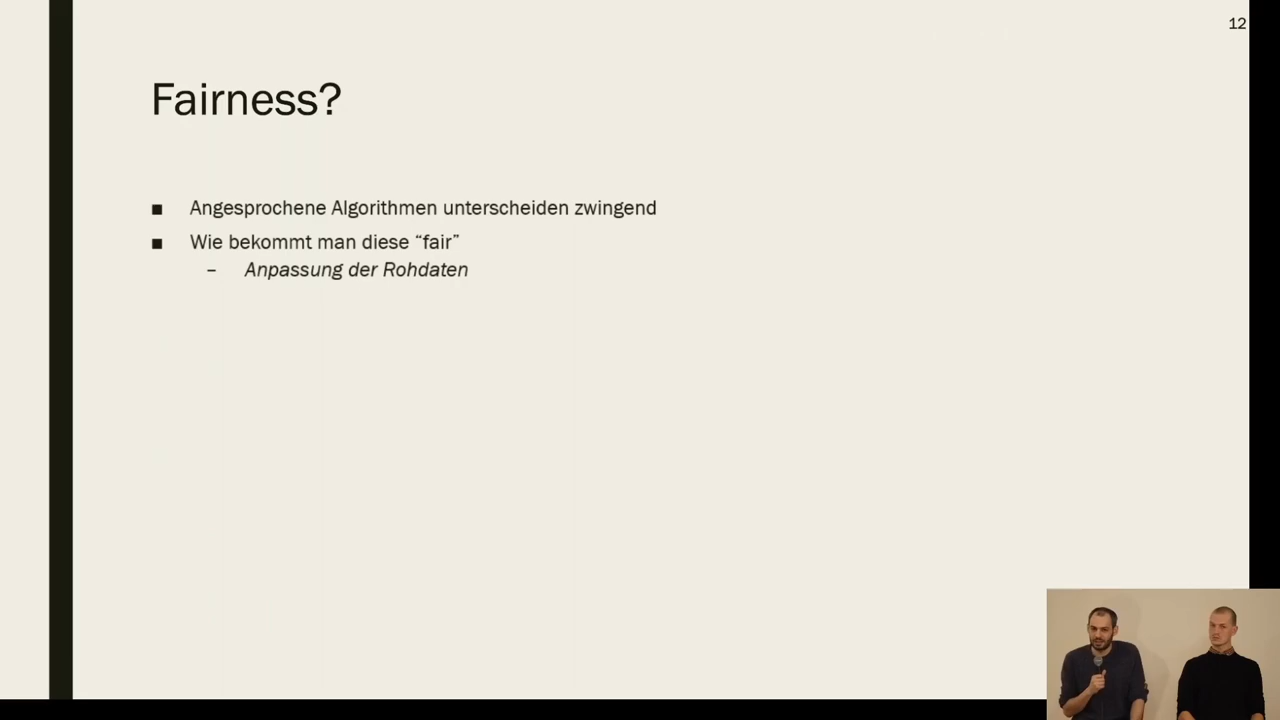 12
Fairness?
■ Angesprochene Algorithmen unterscheiden zwingend
■ Wie bekommt man diese “fair”
– Anpassung der Rohdaten